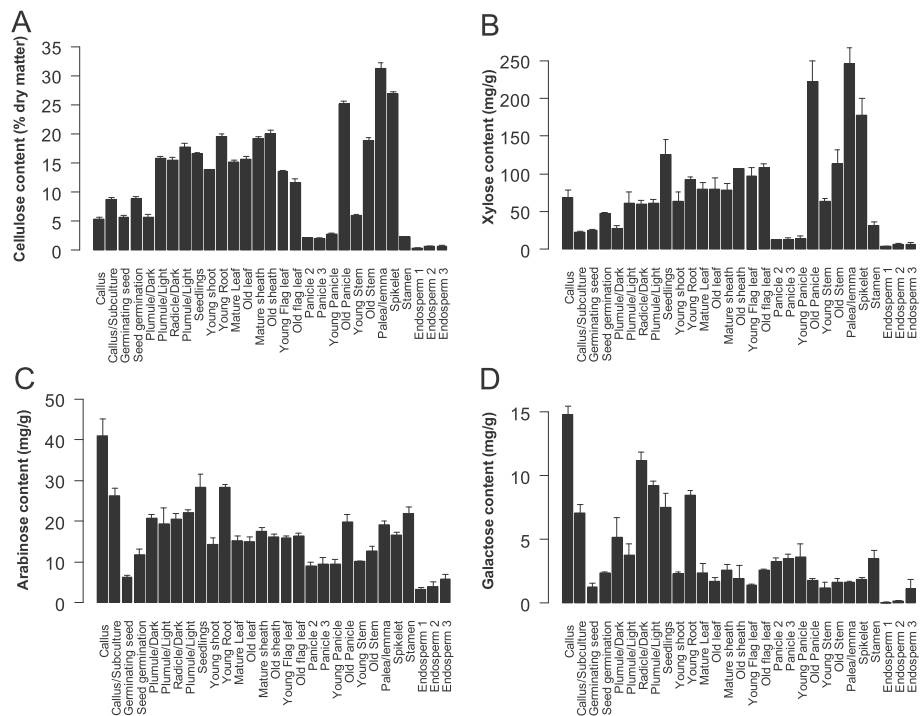 A
Cellulose content (% dry matter)
35
30
25
20
15
10
5
0
Callus
Callus/Subculture
Germinating seed
Seed germination
Plumule/Dark
Plumule/Light
Radicle/Dark
Plumule/Light
Seedlings
Young shoot
Young Root
Mature Leaf
Old leaf
Mature sheath
Old sheath
Young Flag leaf
Old flag leaf
Panicle 2
Panicle 3
Young Panicle
Old Panicle
Young Stem
Old Stem
Palea/lemma
Spikelet
Stamen
Endosperm 1
Endosperm 2
Endosperm 3
B
Xylose content (mg/g)
250
200
150
100
50
0
Callus
Callus/Subculture
Germinating seed
Seed germination
Plumule/Dark
Plumule/Light
Radicle/Dark
Plumule/Light
Seedlings
Young shoot
Young Root
Mature Leaf
Old leaf
Mature sheath
Old sheath
Young Flag leaf
Old flag leaf
Panicle 2
Panicle 3
Young Panicle
Old Panicle
Young Stem
Old Stem
Palea/lemma
Spikelet
Stamen
Endosperm 1
Endosperm 2
Endosperm 3
C
Arabinose content (mg/g)
50
40
30
20
10
0
Callus
Callus/Subculture
Germinating seed
Seed germination
Plumule/Dark
Plumule/Light
Radicle/Dark
Plumule/Light
Seedlings
Young shoot
Young Root
Mature Leaf
Old leaf
Mature sheath
Old sheath
Young Flag leaf
Old flag leaf
Panicle 2
Panicle 3
Young Panicle
Old Panicle
Young Stem
Old Stem
Palea/lemma
Spikelet
Stamen
Endosperm 1
Endosperm 2
Endosperm 3
D
Galactose content (mg/g)
15
10
5
0
Callus
Callus/Subculture
Germinating seed
Seed germination
Plumule/Dark
Plumule/Light
Radicle/Dark
Plumule/Light
Seedlings
Young shoot
Young Root
Mature Leaf
Old leaf
Mature sheath
Old sheath
Young Flag leaf
Old flag leaf
Panicle 2
Panicle 3
Young Panicle
Old Panicle
Young Stem
Old Stem
Palea/lemma
Spikelet
Stamen
Endosperm 1
Endosperm 2
Endosperm 3